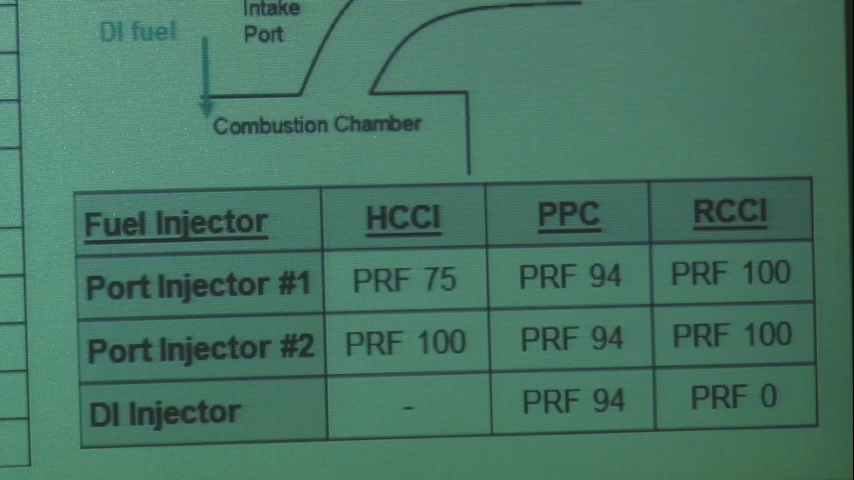 Intake
DI fuel Port
Combustion Chamber
Fuel Injector HCCI PPC RCCI
Port Injector #1 PRF 75 PRF 94 PRF 100
Port Injector #2 PRF 100 PRF 94 PRF 100
DI Injector - PRF 94 PRF 0